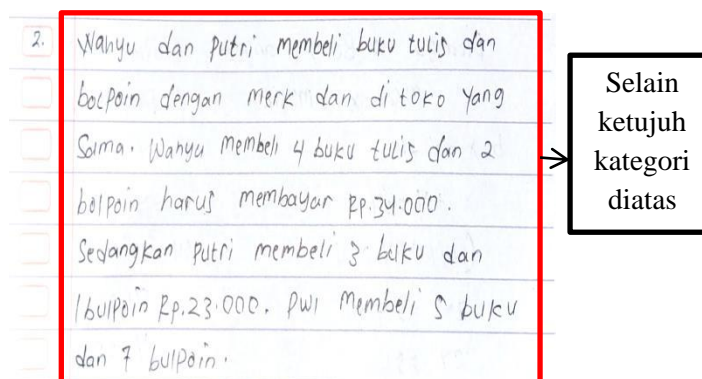 2. Wahyu dan putri membeli buku tulis dan
bolpoin dengan merk dan di toko yang
Sama. Wahyu membeli 4 buku tulis dan 2
bolpoin harus membayar Rp.34.000.
Sedangkan putri membeli 3 buku dan
1 bulpoin Rp.23.000. Dwi membeli 5 buku
dan 7 bulpoin.
Selain
ketujuh
kategori
diatas